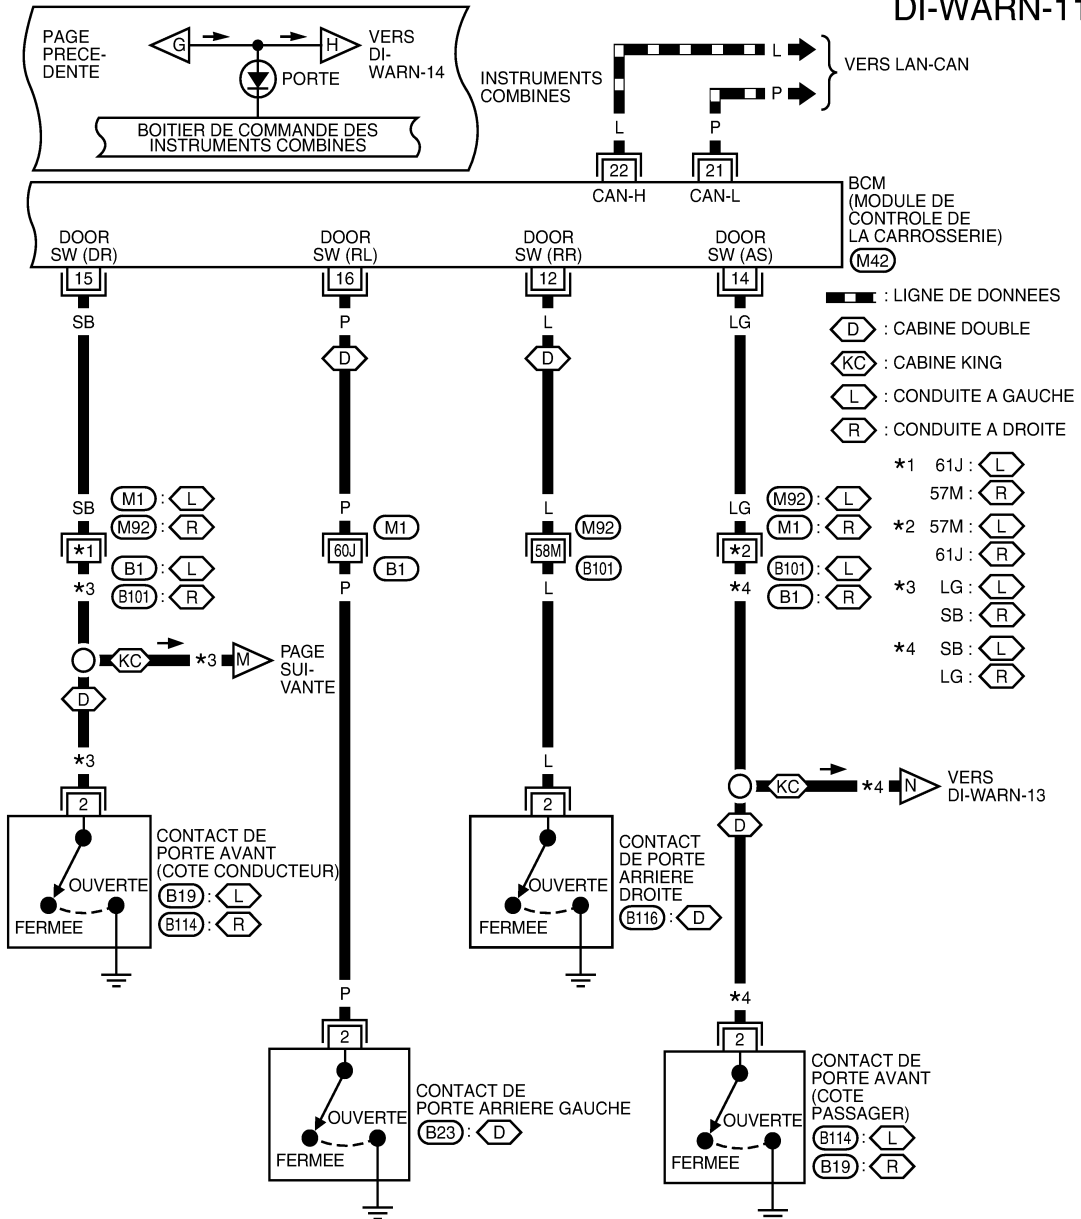 DI-WARN-11
PAGE
PRECE-
DENTE
G
H
VERS
DI-
WARN-14
PORTE
BOITIER DE COMMANDE DES
INSTRUMENTS COMBINES
INSTRUMENTS
COMBINES
L
P
VERS LAN-CAN
L
P
22
21
CAN-H
CAN-L
BCM
(MODULE DE
CONTROLE DE
LA CARROSSERIE)
M42
DOOR
SW (DR)
DOOR
SW (RL)
DOOR
SW (RR)
DOOR
SW (AS)
15
16
12
14
SB
P
L
LG
D
D
: LIGNE DE DONNEES
D : CABINE DOUBLE
KC : CABINE KING
L : CONDUITE A GAUCHE
R : CONDUITE A DROITE
*1 61J : L
57M : R
*2 57M : L
61J : R
*3 LG : L
SB : R
*4 SB : L
LG : R
SB
P
L
LG
M1 : L
M92 : R
*1
B1 : L
B101 : R
*3
M1
60J
B1
P
M92
58M
B101
L
M92 : L
M1 : R
*2
B101 : L
B1 : R
*4
KC
*3
M
PAGE
SUI-
VANTE
D
*3
2
L
2
KC
*4
N
VERS
DI-WARN-13
D
CONTACT DE
PORTE AVANT
(COTE CONDUCTEUR)
B19 : L
B114 : R
OUVERTE
FERMEE
CONTACT
DE PORTE
ARRIERE
DROITE
B116 : D
OUVERTE
FERMEE
P
2
CONTACT DE
PORTE ARRIERE GAUCHE
B23 : D
OUVERTE
FERMEE
*4
2
CONTACT DE
PORTE AVANT
(COTE
PASSAGER)
B114 : L
B19 : R
OUVERTE
FERMEE